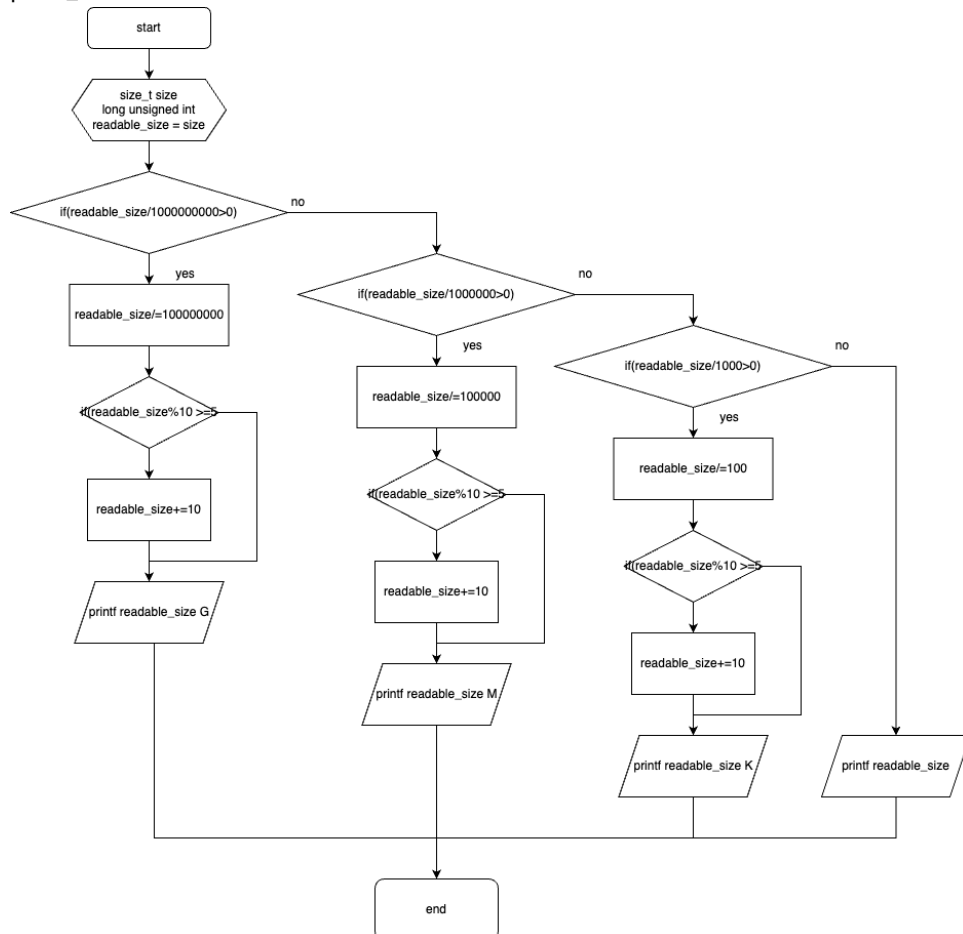 start
size_t size
long unsigned int
readable_size = size
if(readable_size/1000000000>0)
no
yes
readable_size/=100000000
if(readable_size%10 >=5
readable_size+=10
printf readable_size G
if(readable_size/1000000>0)
no
yes
readable_size/=100000
if(readable_size%10 >=5
readable_size+=10
printf readable_size M
if(readable_size/1000>0)
no
yes
readable_size/=100
if(readable_size%10 >=5
readable_size+=10
printf readable_size K
printf readable_size
end